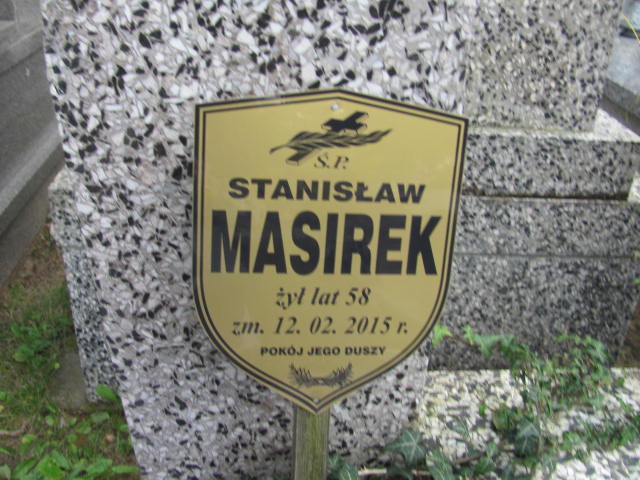 Ś.P.
STANISŁAW
MASIREK
żył lat 58
zm. 12. 02. 2015 r.
POKÓJ JEGO DUSZY